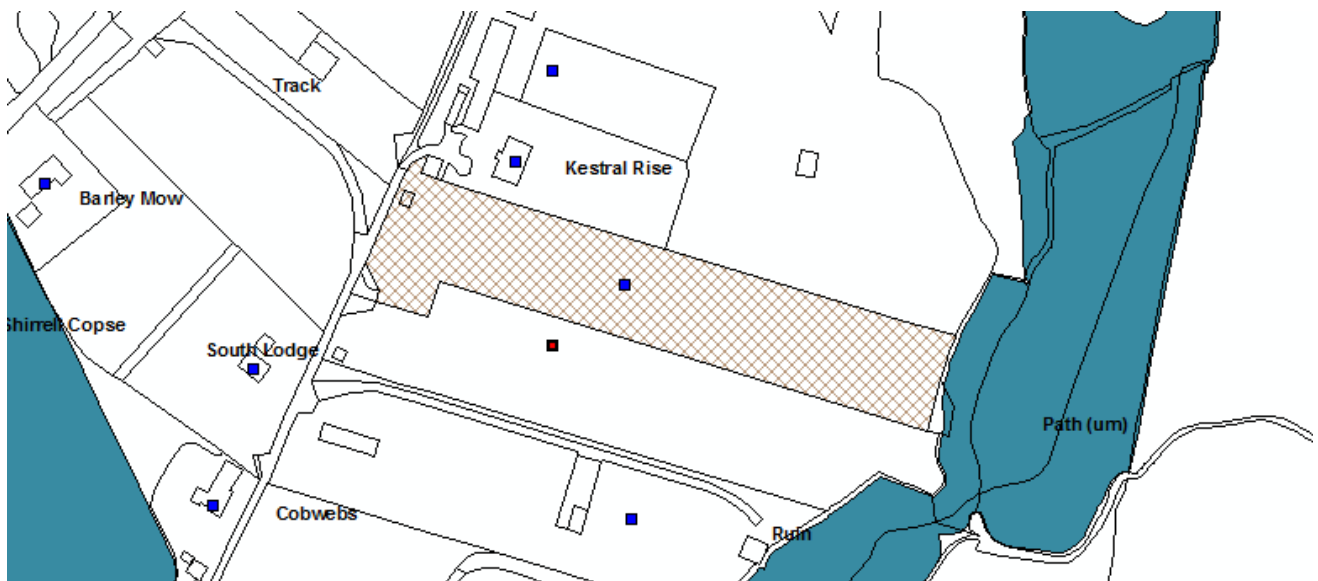 Track
Kestral Rise
Barley Mow
Shirrell Copse
South Lodge
Path (um)
Cobwebs
Ruin